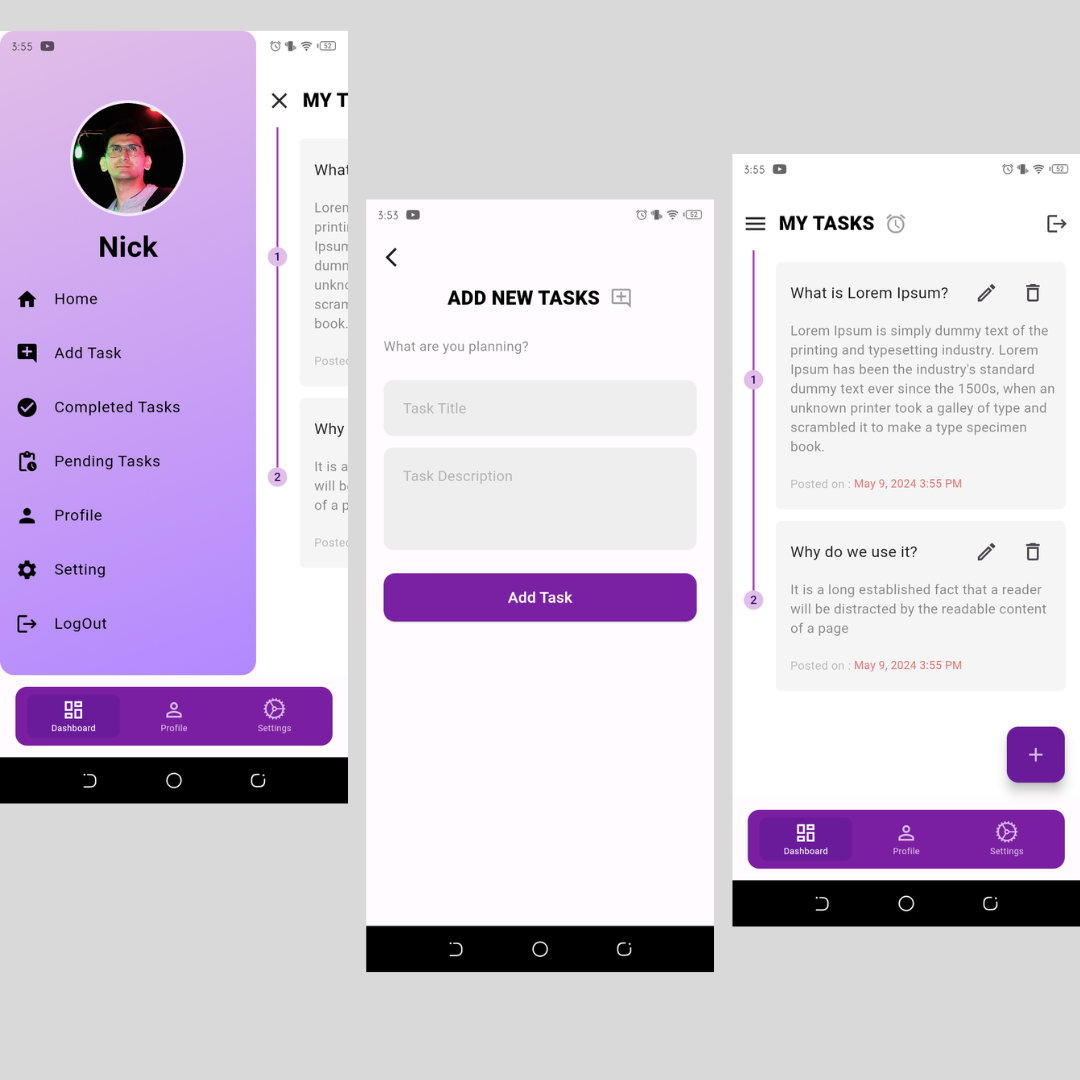 3:55
52
Nick
Home
Add Task
Completed Tasks
Pending Tasks
Profile
Setting
LogOut
MY T
1
What
Lorem
printi
Ipsum
dumm
unkno
scram
book.
Poste
2
Why
It is a
will b
of a p
Poste
Dashboard
Profile
Settings
3:53
52
ADD NEW TASKS
What are you planning?
Task Title
Task Description
Add Task
3:55
52
MY TASKS
1
What is Lorem Ipsum?
Lorem Ipsum is simply dummy text of the
printing and typesetting industry. Lorem
Ipsum has been the industry's standard
dummy text ever since the 1500s, when an
unknown printer took a galley of type and
scrambled it to make a type specimen
book.
Posted on : May 9, 2024 3:55 PM
2
Why do we use it?
It is a long established fact that a reader
will be distracted by the readable content
of a page
Posted on : May 9, 2024 3:55 PM
Dashboard
Profile
Settings